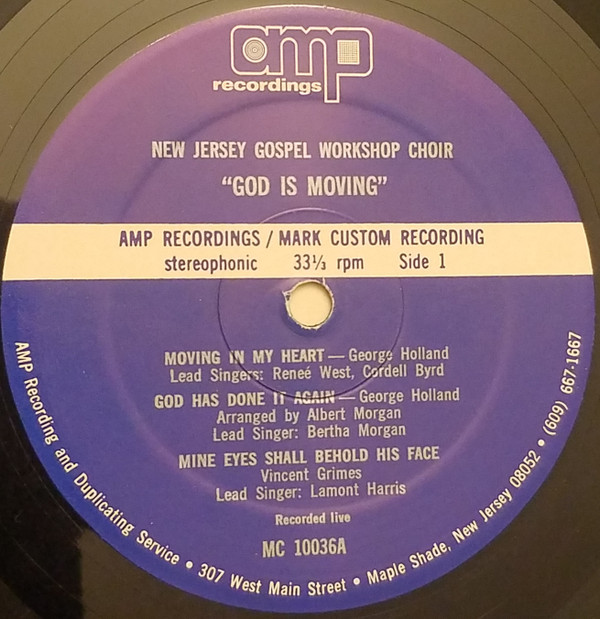 amp
recordings
NEW JERSEY GOSPEL WORKSHOP CHOIR
“GOD IS MOVING”
AMP RECORDINGS / MARK CUSTOM RECORDING
stereophonic 33⅓ rpm Side 1
MOVING IN MY HEART — George Holland
Lead Singers: Reneé West, Cordell Byrd
GOD HAS DONE IT AGAIN — George Holland
Arranged by Albert Morgan
Lead Singer: Bertha Morgan
MINE EYES SHALL BEHOLD HIS FACE
Vincent Grimes
Lead Singer: Lamont Harris
Recorded live
MC 10036A
AMP Recording and Duplicating Service • 307 West Main Street • Maple Shade, New Jersey 08052 • (609) 667-1667